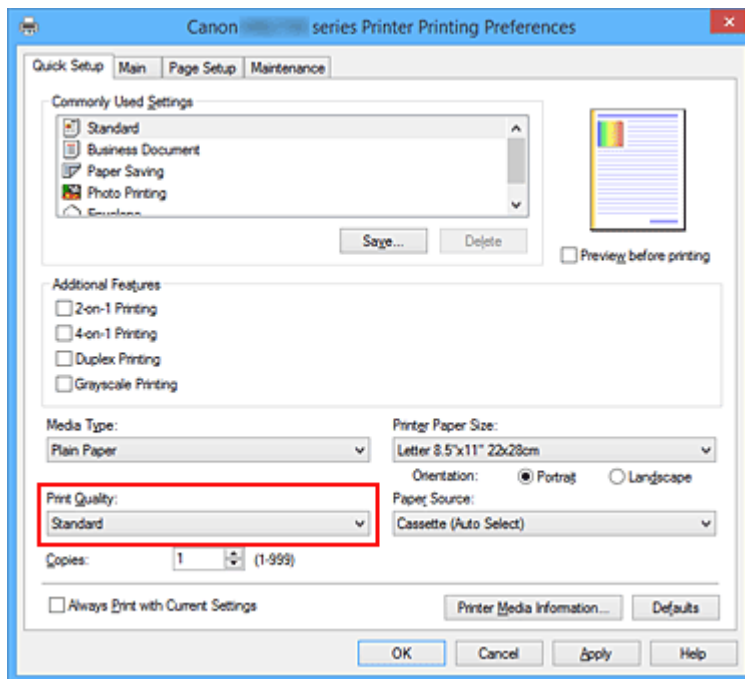 Canon series Printer Printing Preferences
Quick Setup Main Page Setup Maintenance
Commonly Used Settings
Standard
Business Document
Paper Saving
Photo Printing
Save... Delete
Preview before printing
Additional Features
2-on-1 Printing
4-on-1 Printing
Duplex Printing
Grayscale Printing
Media Type: Printer Paper Size:
Plain Paper Letter 8.5"x11" 22x28cm
Orientation: Portrait Landscape
Print Quality: Paper Source:
Standard Cassette (Auto Select)
Copies: 1 (1-999)
Always Print with Current Settings Printer Media Information... Defaults
OK Cancel Apply Help